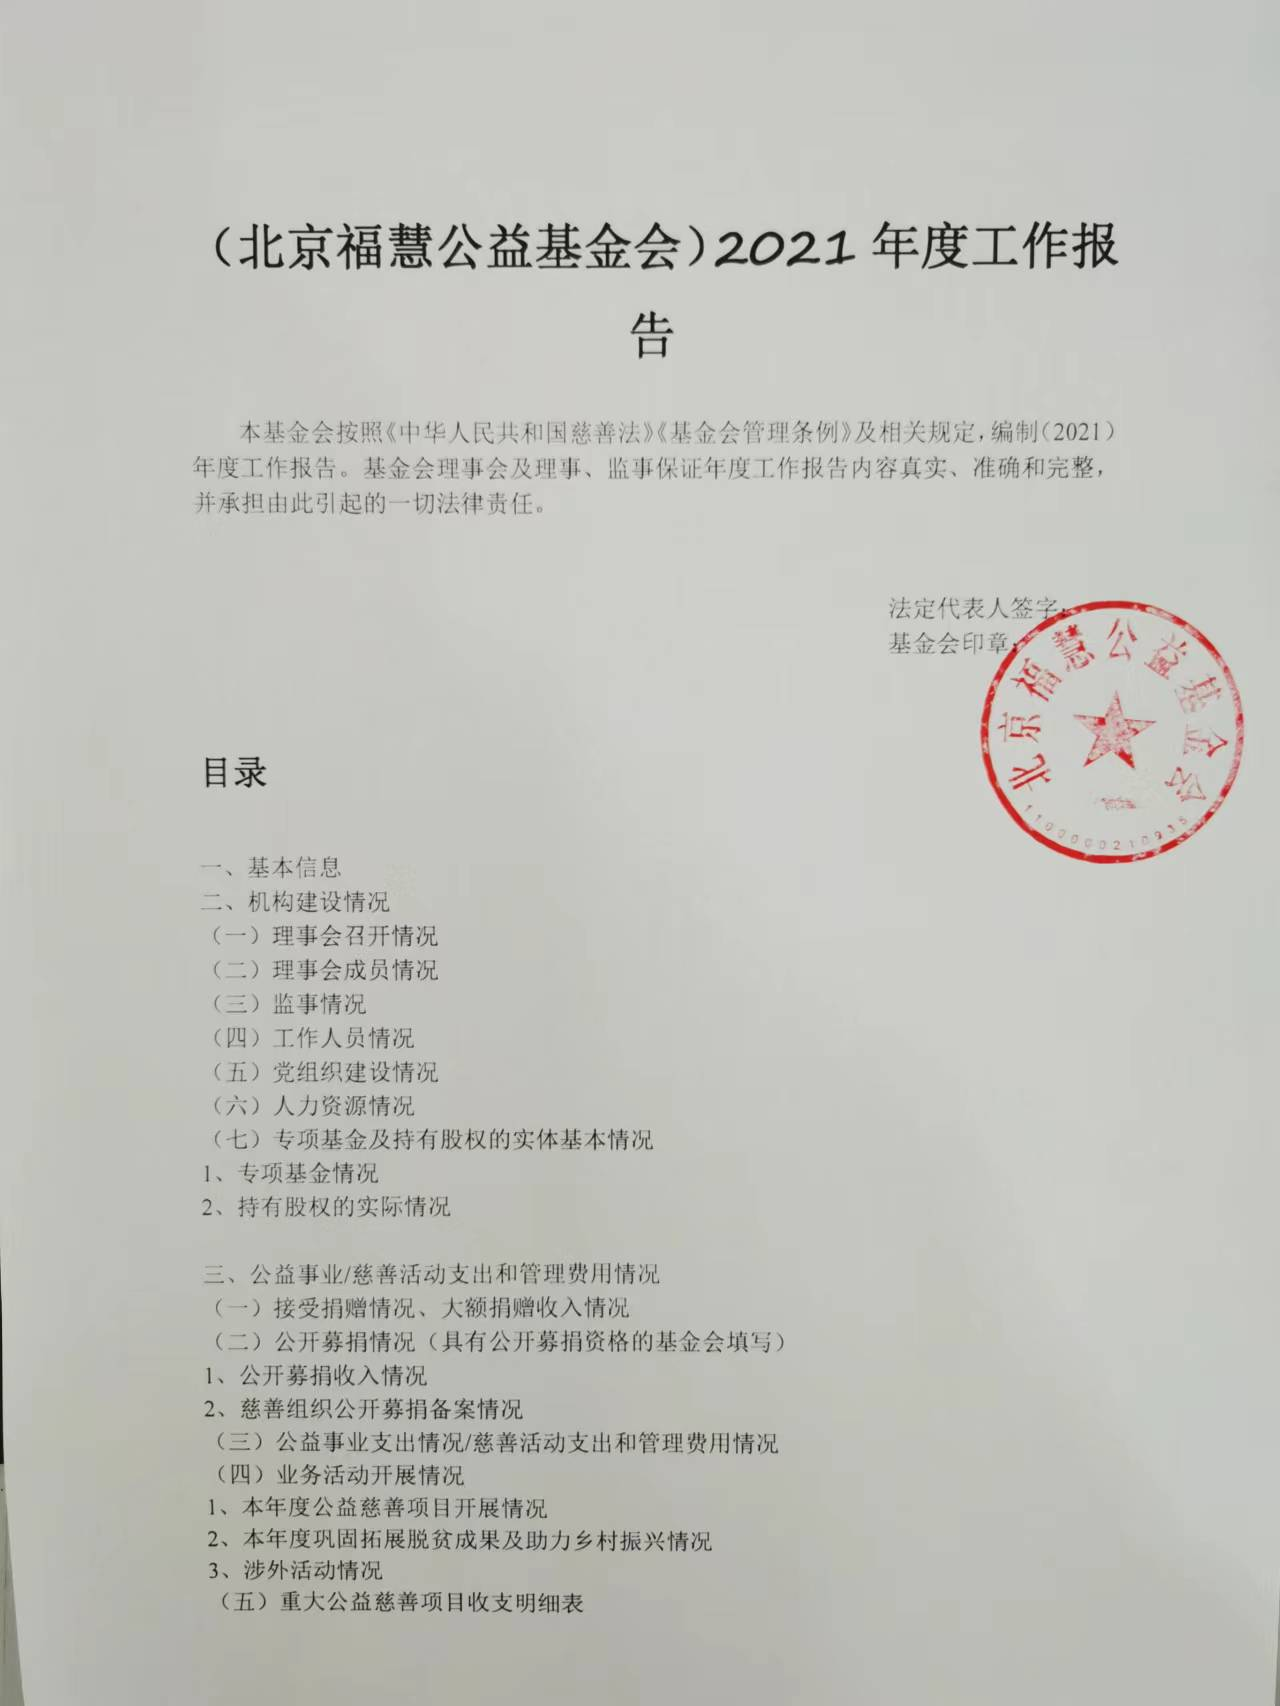 （北京福慧公益基金会）2021 年度工作报
告
本基金会按照《中华人民共和国慈善法》《基金会管理条例》及相关规定，编制（2021）
年度工作报告。基金会理事会及理事、监事保证年度工作报告内容真实、准确和完整，
并承担由此引起的一切法律责任。
法定代表人签字：
基金会印章：
北京福慧公益基金会
1100000210935
目录
一、基本信息
二、机构建设情况
（一）理事会召开情况
（二）理事会成员情况
（三）监事情况
（四）工作人员情况
（五）党组织建设情况
（六）人力资源情况
（七）专项基金及持有股权的实体基本情况
1、专项基金情况
2、持有股权的实际情况
三、公益事业/慈善活动支出和管理费用情况
（一）接受捐赠情况、大额捐赠收入情况
（二）公开募捐情况（具有公开募捐资格的基金会填写）
1、公开募捐收入情况
2、慈善组织公开募捐备案情况
（三）公益事业支出情况/慈善活动支出和管理费用情况
（四）业务活动开展情况
1、本年度公益慈善项目开展情况
2、本年度巩固拓展脱贫成果及助力乡村振兴情况
3、涉外活动情况
（五）重大公益慈善项目收支明细表